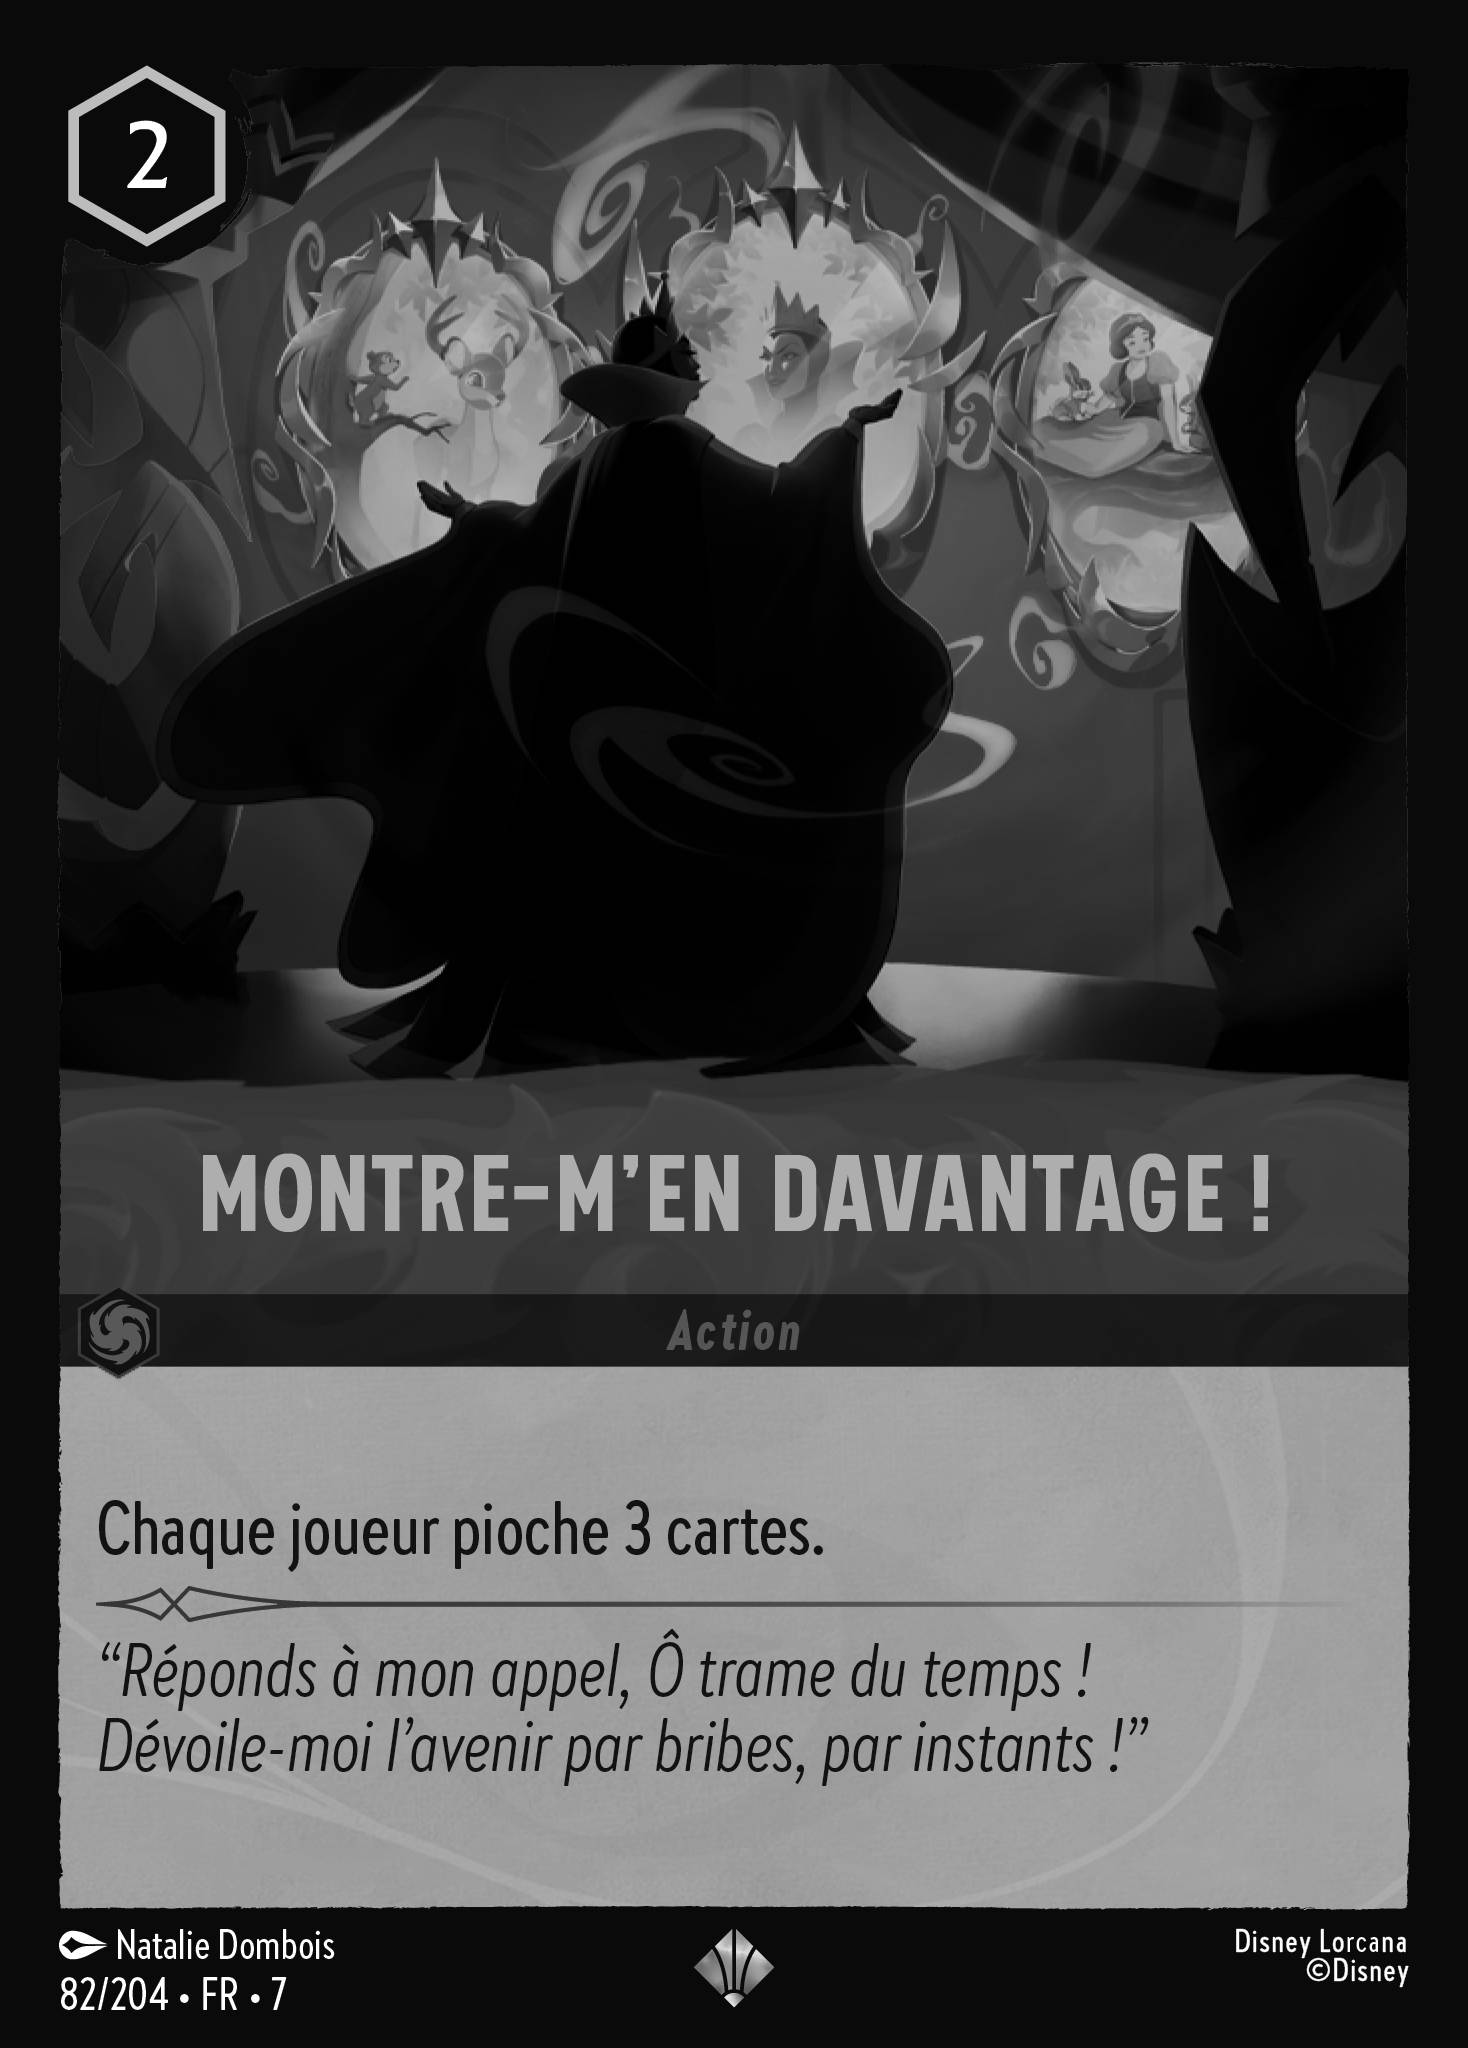 2
MONTRE-M’EN DAVANTAGE !
Action
Chaque joueur pioche 3 cartes.
“Réponds à mon appel, Ô trame du temps !
Dévoile-moi l’avenir par bribes, par instants !”
Natalie Dombois
82/204 • FR • 7
Disney Lorcana
©Disney